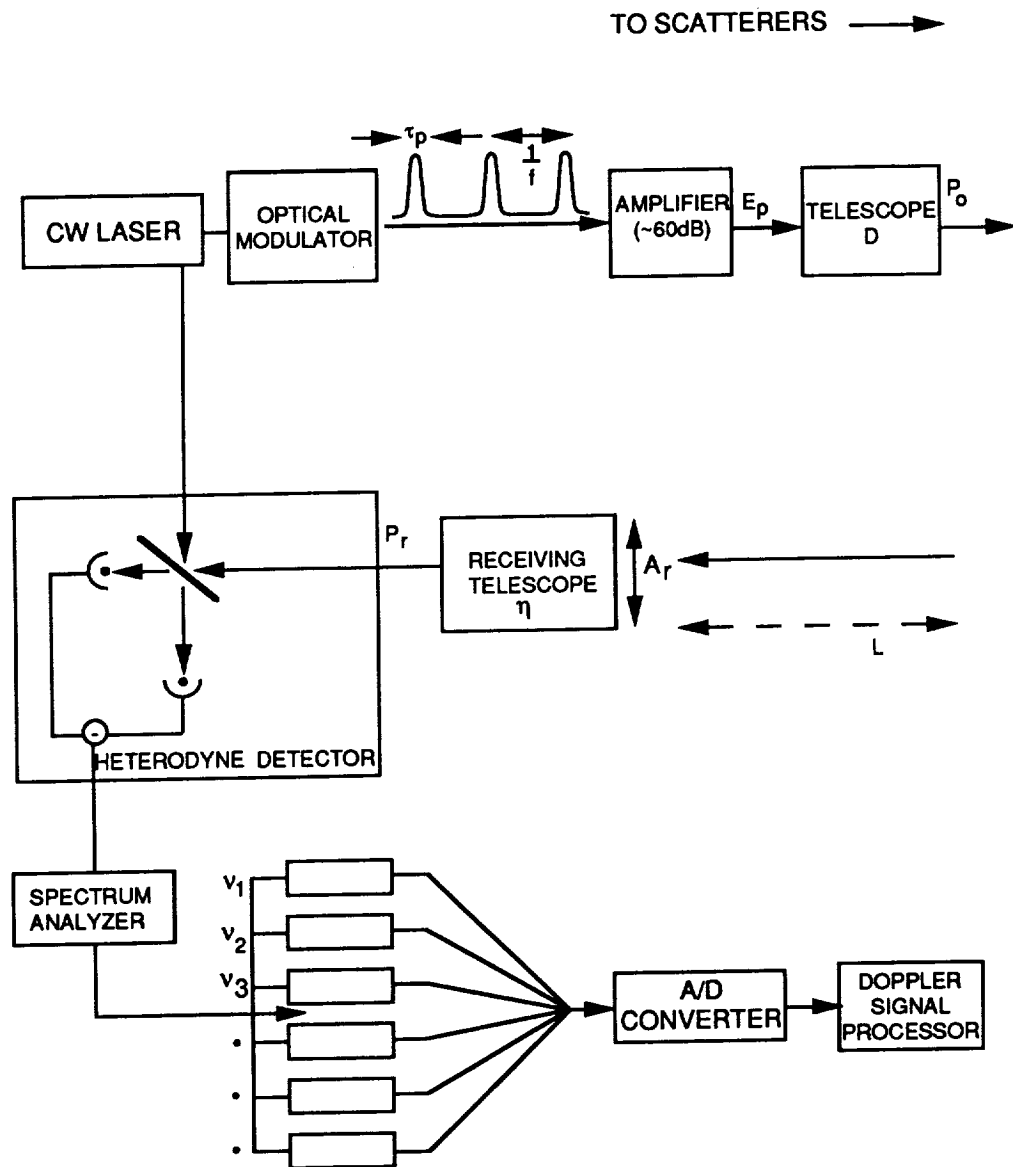 TO SCATTERERS
τp
1
f
CW LASER
OPTICAL
MODULATOR
AMPLIFIER
(~60dB)
Ep
TELESCOPE
D
Po
Pr
RECEIVING
TELESCOPE
η
Ar
L
-
HETERODYNE DETECTOR
SPECTRUM
ANALYZER
ν1
ν2
ν3
A/D
CONVERTER
DOPPLER
SIGNAL
PROCESSOR